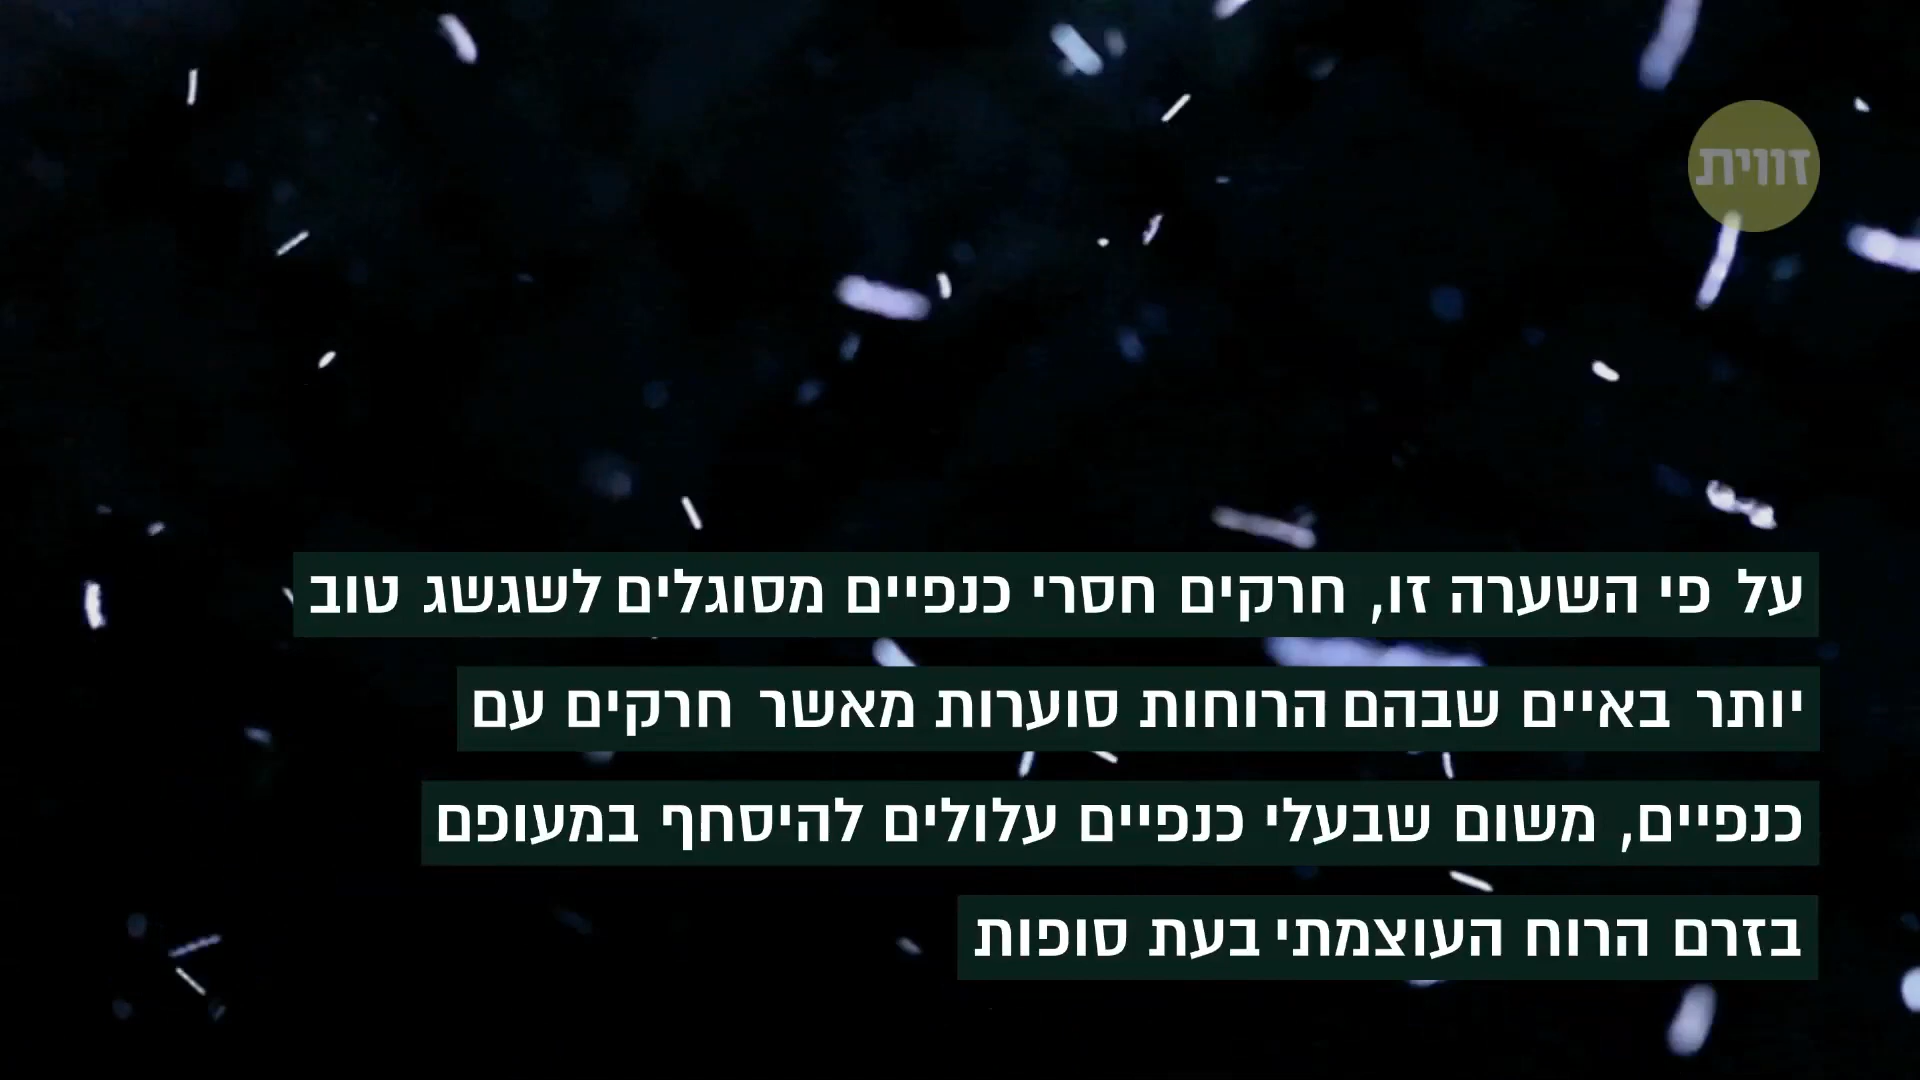 זווית
על פי השערה זו, חרקים חסרי כנפיים מסוגלים לשגשג טוב
יותר באיים שבהם הרוחות סוערות מאשר חרקים עם
כנפיים, משום שבעלי כנפיים עלולים להיסחף במעופם
בזרם הרוח העוצמתי בעת סופות